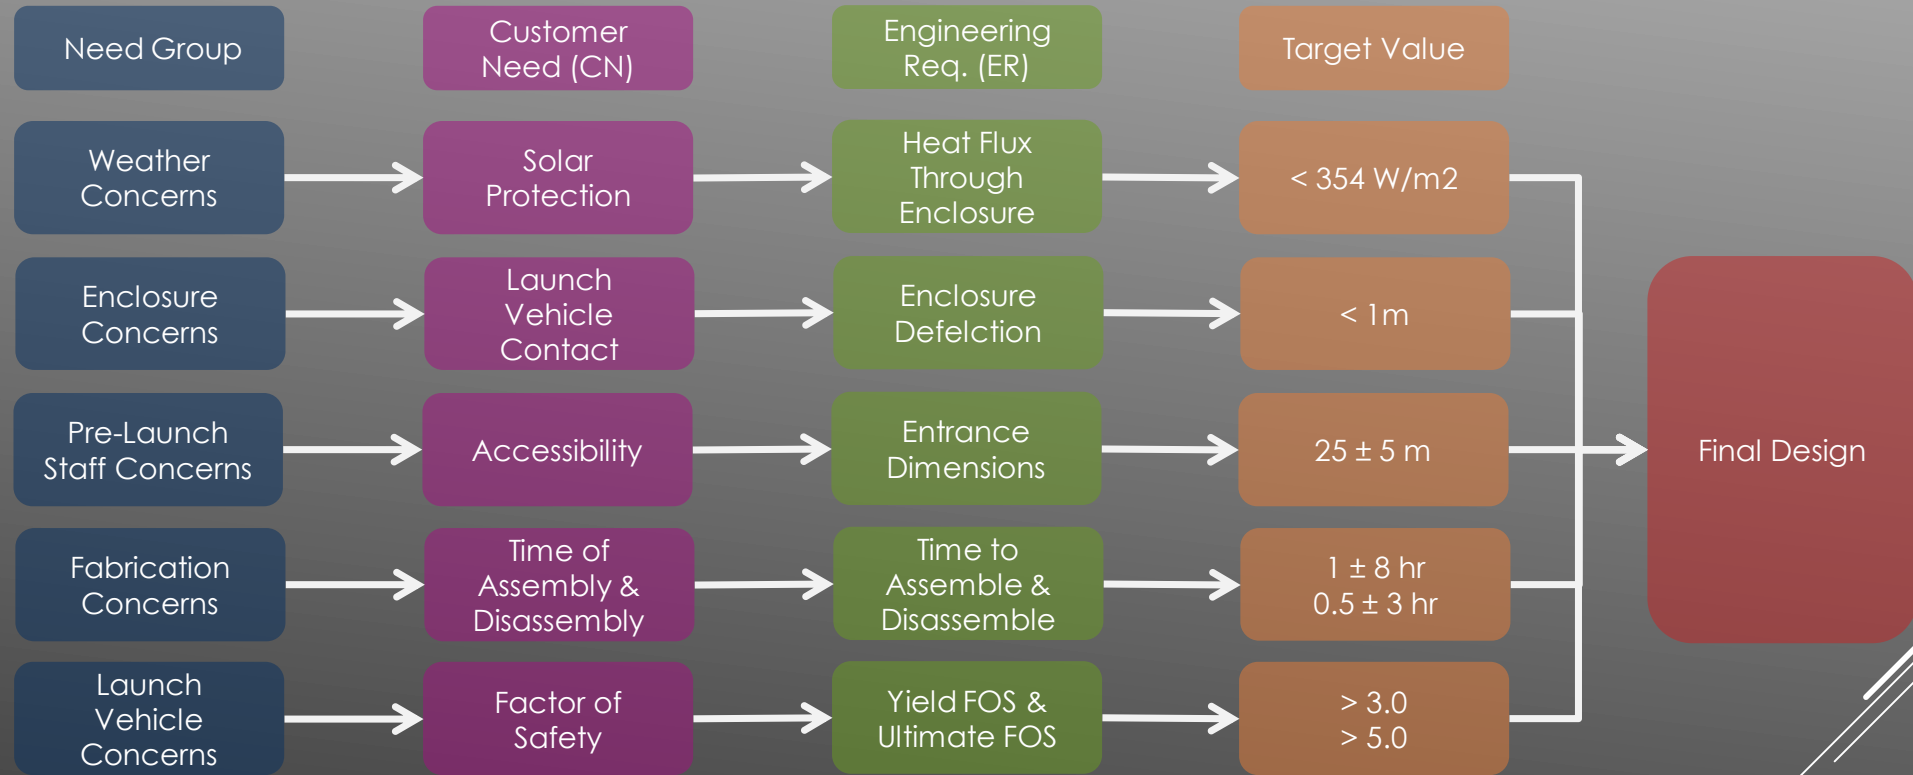 Need Group
Customer
Need (CN)
Engineering
Req. (ER)
Target Value
Weather
Concerns
Solar
Protection
Heat Flux
Through
Enclosure
< 354 W/m2
Enclosure
Concerns
Launch
Vehicle
Contact
Enclosure
Defelction
< 1m
Pre-Launch
Staff Concerns
Accessibility
Entrance
Dimensions
25 ± 5 m
Final Design
Fabrication
Concerns
Time of
Assembly &
Disassembly
Time to
Assemble &
Disassemble
1 ± 8 hr
0.5 ± 3 hr
Launch
Vehicle
Concerns
Factor of
Safety
Yield FOS &
Ultimate FOS
> 3.0
> 5.0